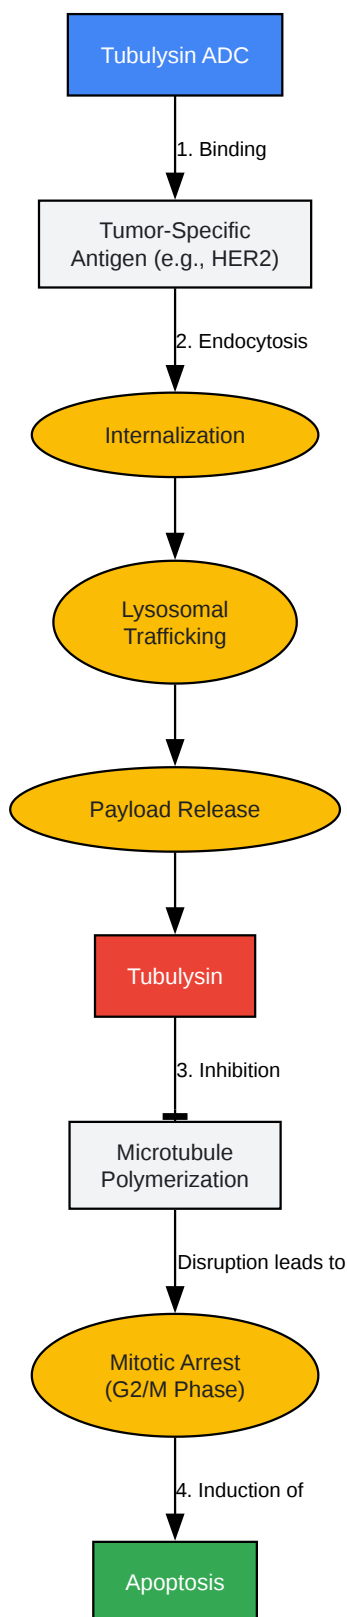 Tubulysin ADC
1. Binding
Tumor-Specific
Antigen (e.g., HER2)
2. Endocytosis
Internalization
Lysosomal
Trafficking
Payload Release
Tubulysin
3. Inhibition
Microtubule
Polymerization
Disruption leads to
Mitotic Arrest
(G2/M Phase)
4. Induction of
Apoptosis